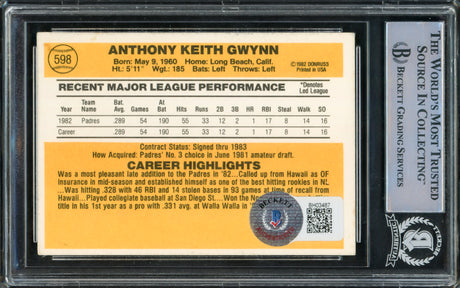 598
ANTHONY KEITH GWYNN
Born: May 9, 1960 Home: Long Beach, Calif.
Ht.: 5'11" Wgt.: 185 Bats: Left Throws: Left
©1982 DONRUSS
Printed in USA
RECENT MAJOR LEAGUE PERFORMANCE
*Denotes
Led League
Year Team Name Bat. Avg. G AT Bat Hits Runs 2B 3B HR RBI Steal Walk SO
1982 Padres .289 54 190 55 33 12 2 1 17 8 14 16
Career .289 54 190 55 33 12 2 1 17 8 14 16
Contract Status: Signed thru 1983
How Acquired: Padres' No. 3 choice in June 1981 amateur draft.
CAREER HIGHLIGHTS
Was a most pleasant late addition to the Padres in '82...Called up from Hawaii as OF
insurance in mid-season and established himself as one of the best hitting rookies in NL
...Was hitting .328 with 46 RBI and 14 stolen bases in 93 games at time of recall from
Hawaii...Played collegiate baseball at San Diego St....Won the
title in his 1st year as a pro with .331 avg. at Walla Walla in
BECKETT
BH03487
THE WORLD'S MOST TRUSTED
SOURCE IN COLLECTING™
BECKETT GRADING SERVICES
B
BECKETT